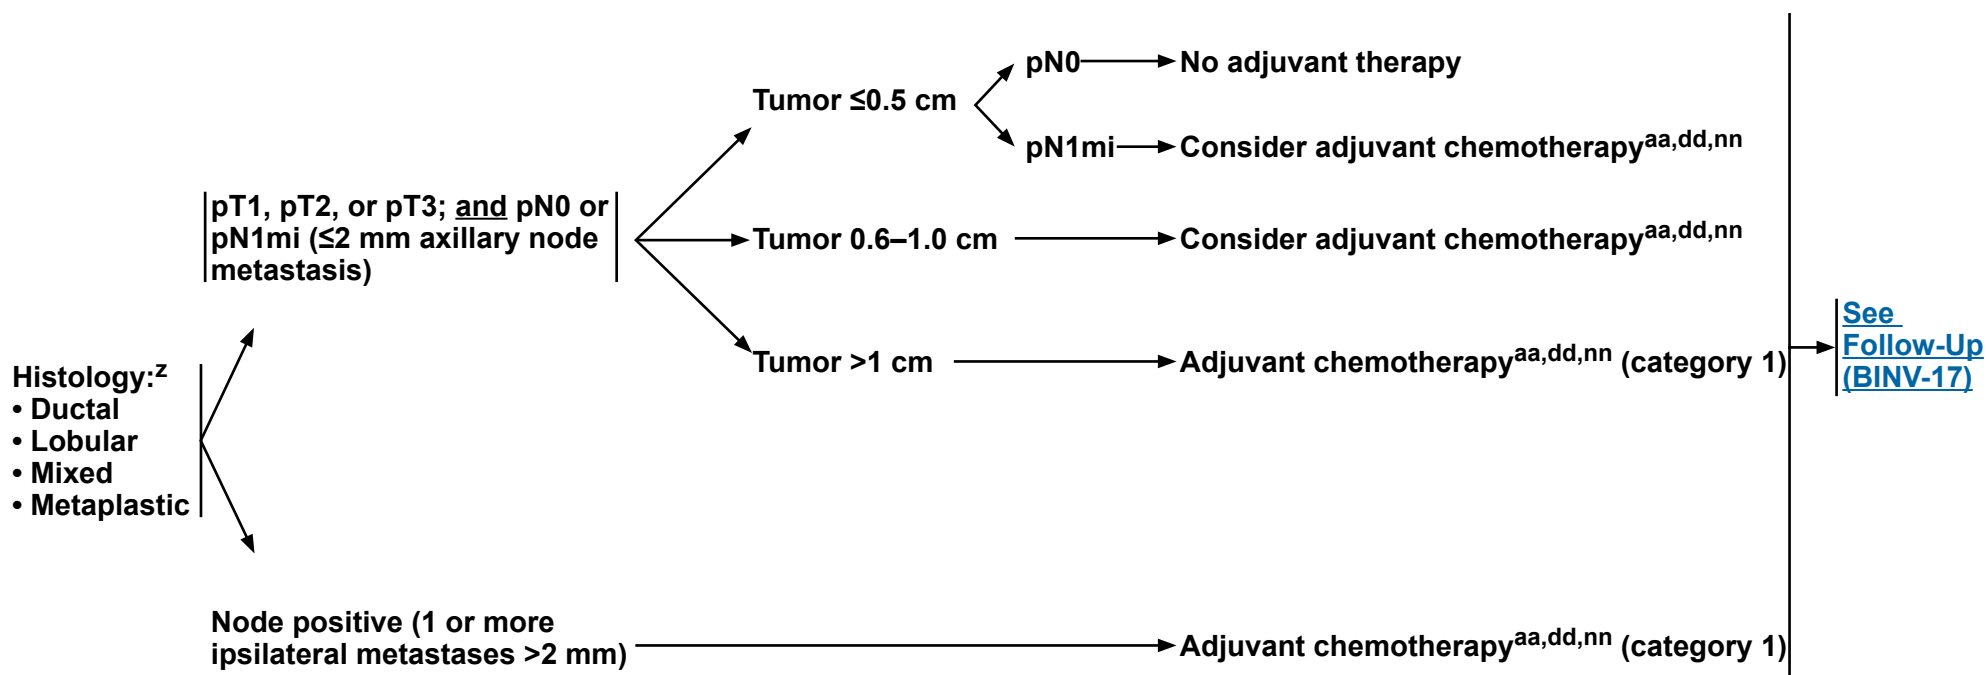 Histology:z
• Ductal
• Lobular
• Mixed
• Metaplastic
pT1, pT2, or pT3; and pN0 or
pN1mi (≤2 mm axillary node
metastasis)
Tumor ≤0.5 cm
pN0
No adjuvant therapy
pN1mi
Consider adjuvant chemotherapyaa,dd,nn
Tumor 0.6–1.0 cm
Consider adjuvant chemotherapyaa,dd,nn
Tumor >1 cm
Adjuvant chemotherapyaa,dd,nn (category 1)
Node positive (1 or more
ipsilateral metastases >2 mm)
Adjuvant chemotherapyaa,dd,nn (category 1)
See
Follow-Up
(BINV-17)